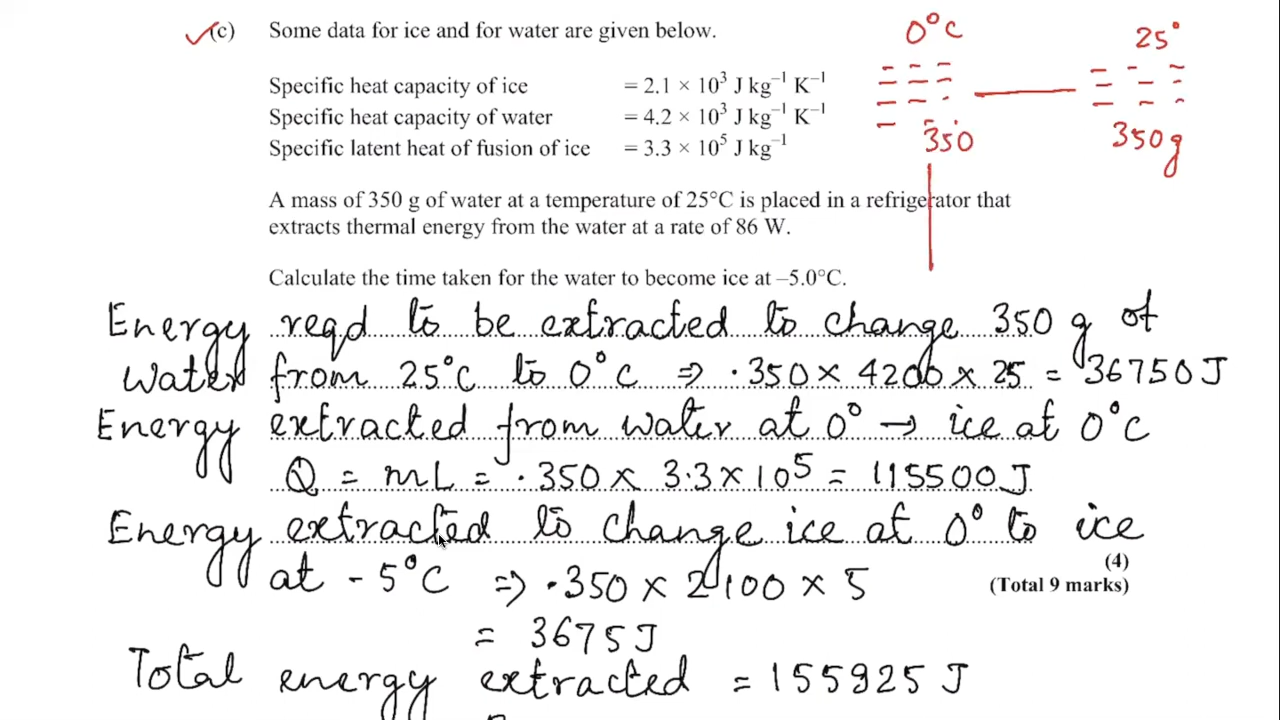 (c) Some data for ice and for water are given below.
0°C
25°
Specific heat capacity of ice = 2.1 × 10³ J kg⁻¹ K⁻¹
Specific heat capacity of water = 4.2 × 10³ J kg⁻¹ K⁻¹
Specific latent heat of fusion of ice = 3.3 × 10⁵ J kg⁻¹
350
350g
A mass of 350 g of water at a temperature of 25°C is placed in a refrigerator that
extracts thermal energy from the water at a rate of 86 W.
Calculate the time taken for the water to become ice at –5.0°C.
Energy reqd to be extracted to change 350 g of
water from 25°C to 0°C ⇒ .350 × 4200 × 25 = 36750 J
Energy extracted from water at 0° → ice at 0°C
Q = mL = .350 × 3.3 × 10⁵ = 115500 J
Energy extracted to change ice at 0° to ice
(4)
at - 5°C ⇒ .350 × 2100 × 5
(Total 9 marks)
= 3675 J
Total energy extracted = 155925 J